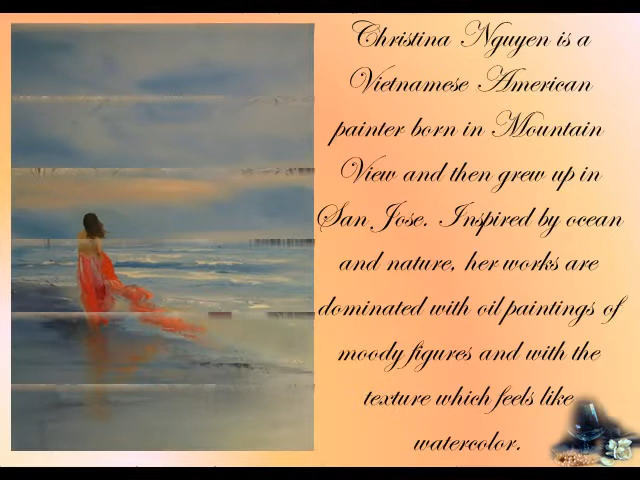 Christina Nguyen is a
Vietnamese American
painter born in Mountain
View and then grew up in
San Jose. Inspired by ocean
and nature, her works are
dominated with oil paintings of
moody figures and with the
texture which feels like
watercolor.